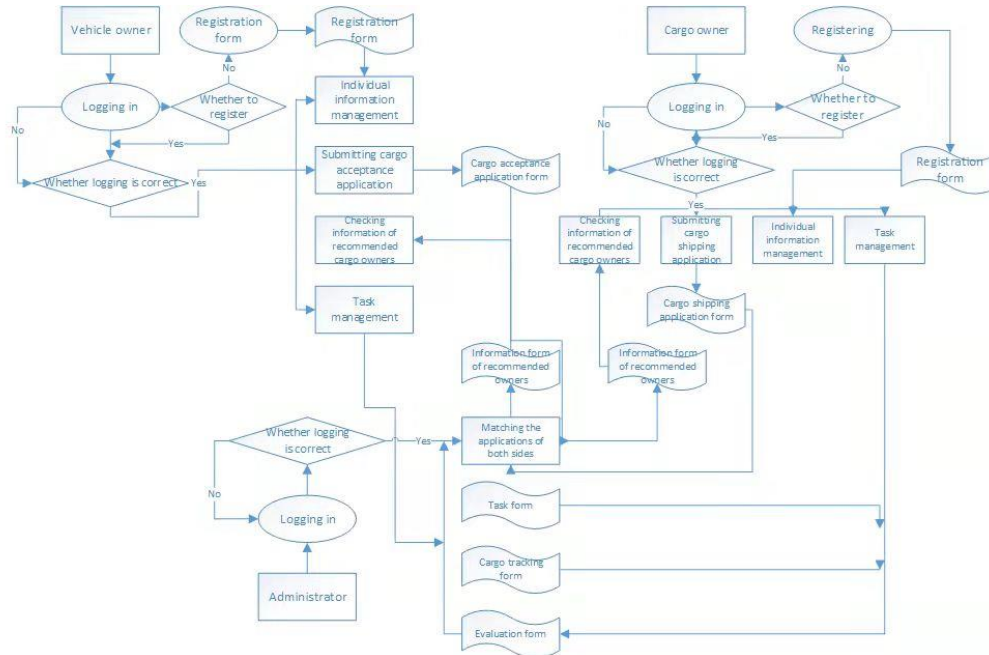 Vehicle owner
Registration
form
Registration
form
Cargo owner
Registering
No
No
Individual
information
management
Logging in
Whether to
register
Logging in
Whether to
register
No
Yes
No
Yes
Whether logging is correct
Yes
Submitting cargo
acceptance
application
Cargo acceptance
application form
Whether logging
is correct
Registration
form
Yes
Checking
information of
recommended
cargo owners
Checking
information of
recommended
cargo owners
Submitting
cargo
shipping
application
Individual
information
management
Task
management
Task
management
Cargo shipping
application form
Information form
of recommended
owners
Information form
of recommended
owners
Whether logging
is correct
Yes
Matching the
applications of
both sides
No
Logging in
Task form
Cargo tracking
form
Administrator
Evaluation form